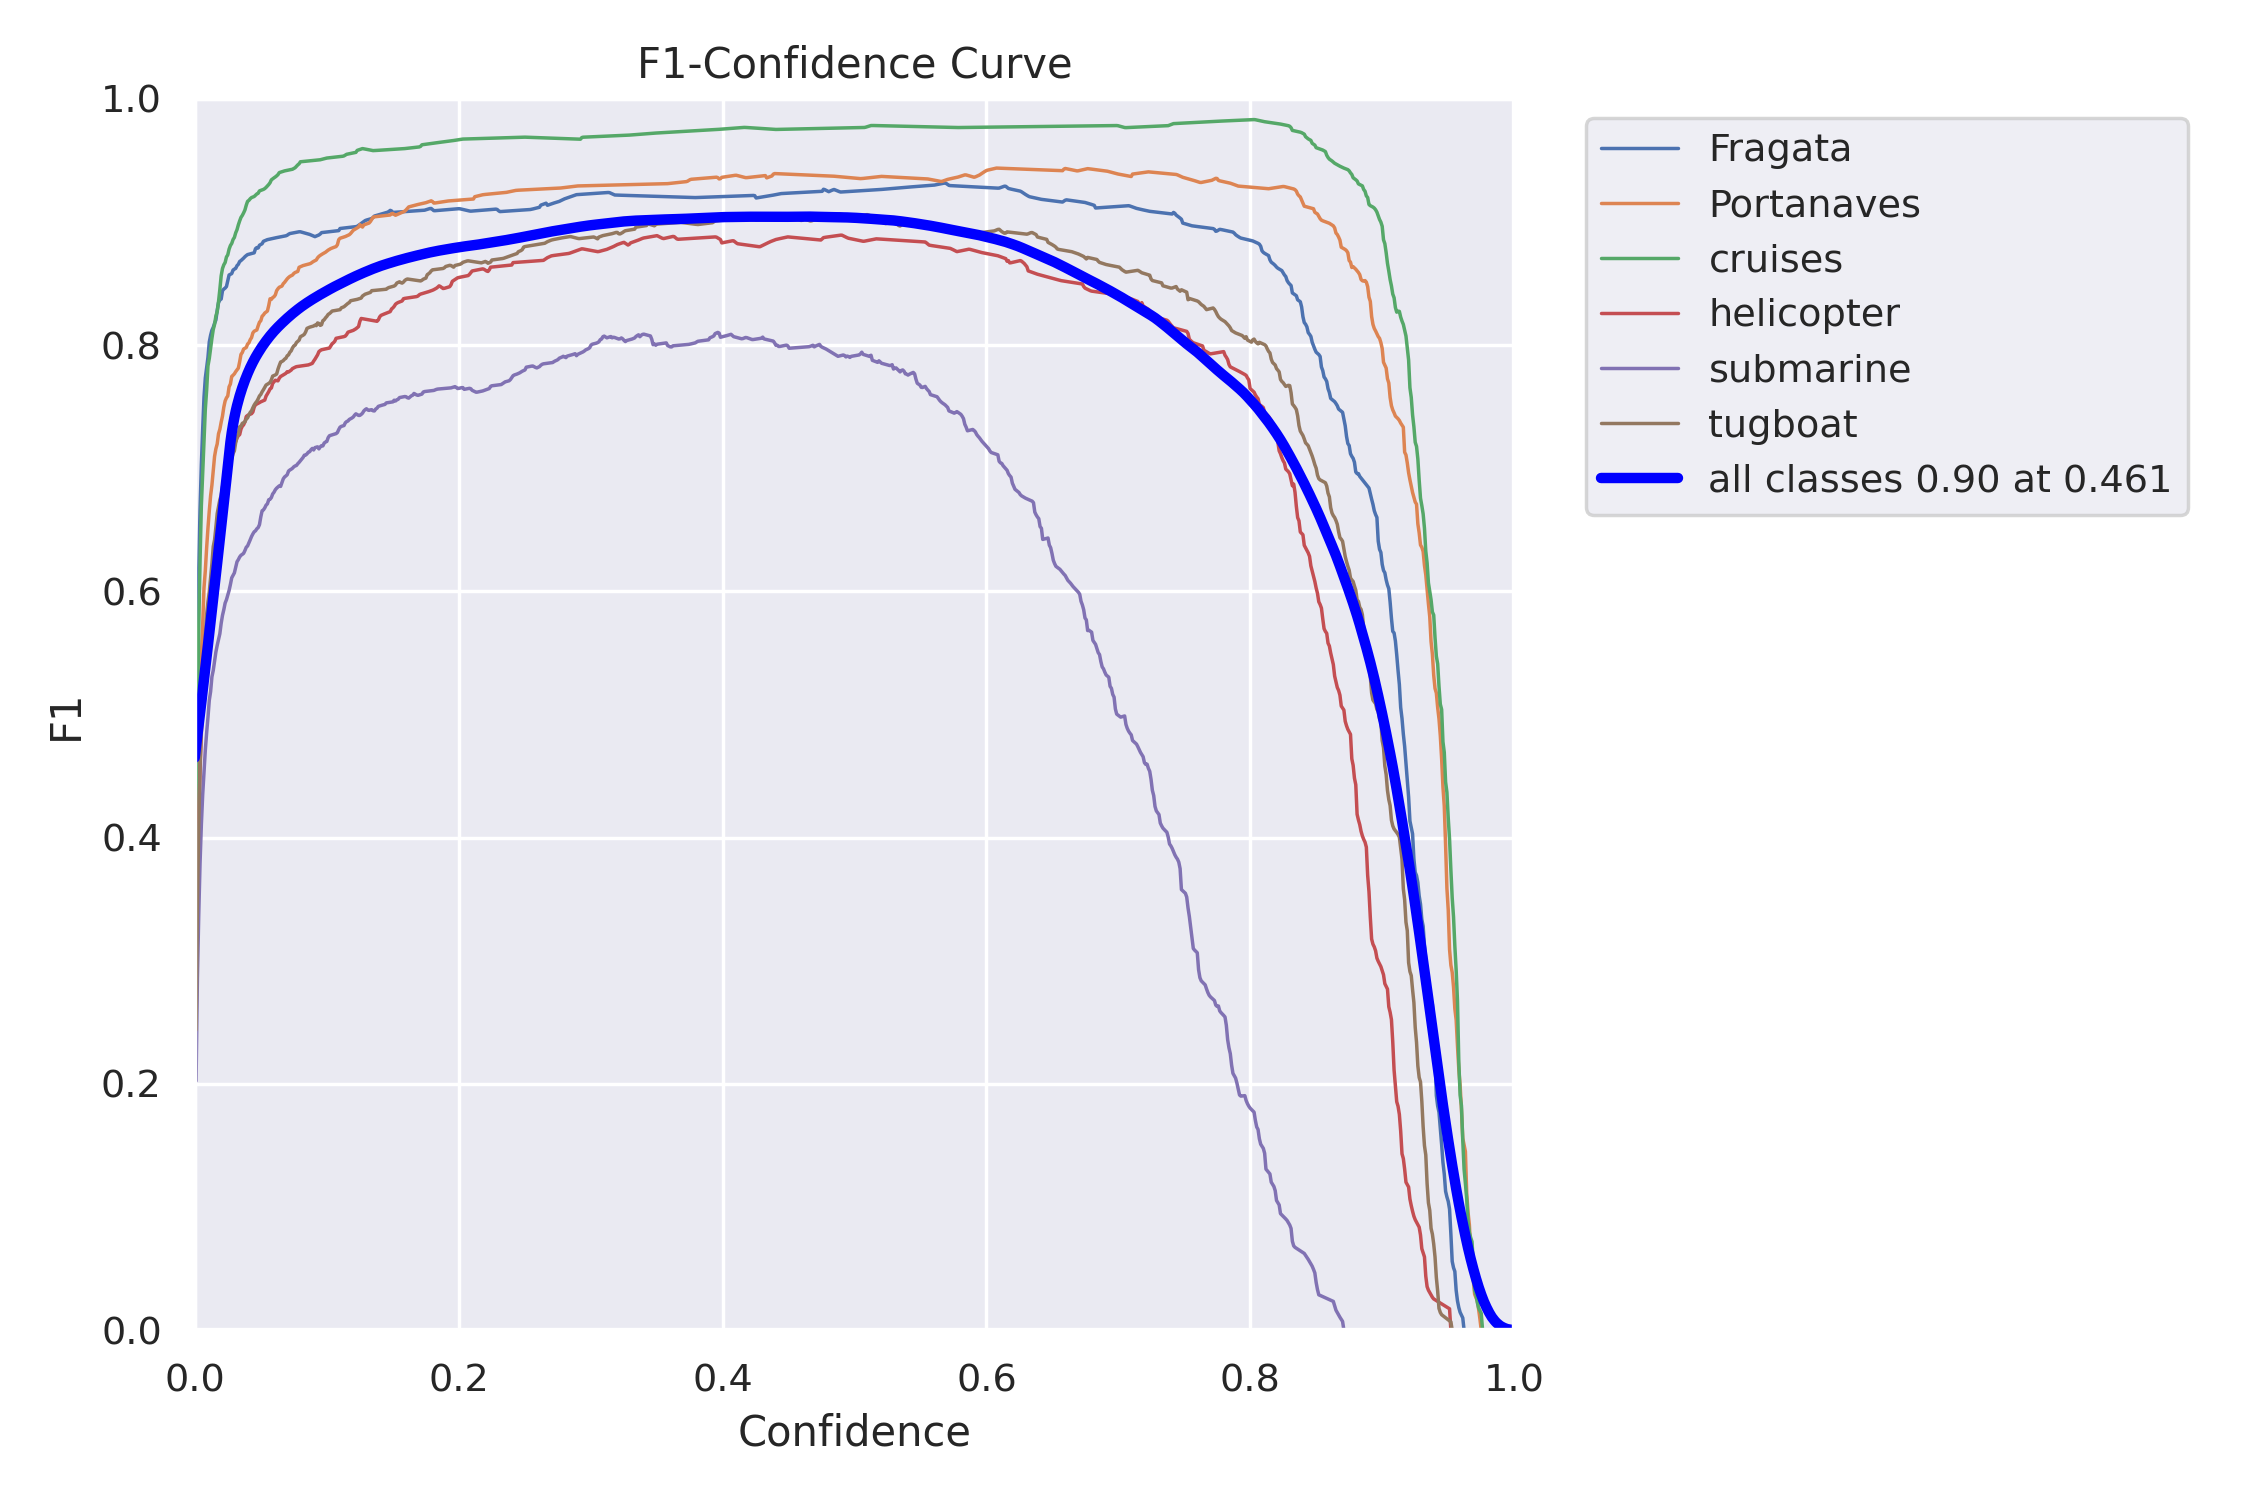 F1-Confidence Curve
1.0
0.8
0.6
0.4
0.2
0.0
F1
0.0 0.2 0.4 0.6 0.8 1.0
Confidence
Fragata
Portanaves
cruises
helicopter
submarine
tugboat
all classes 0.90 at 0.461